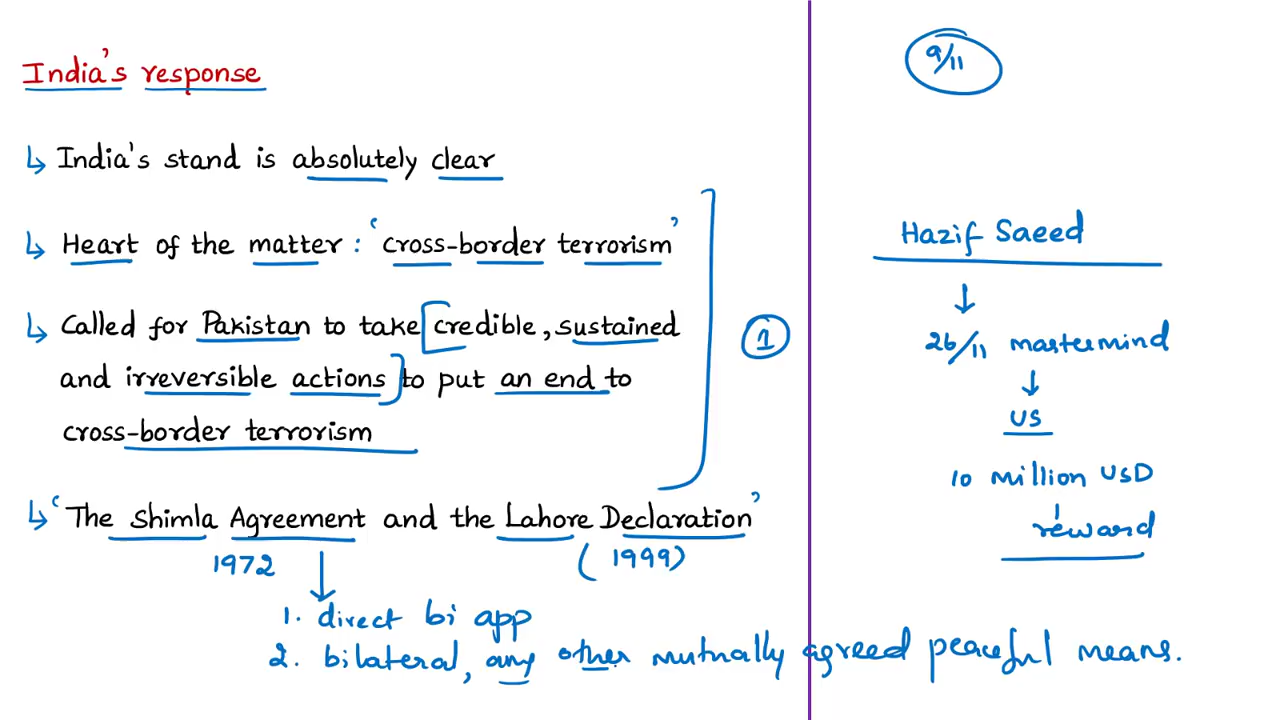 India's response
↳ India's stand is absolutely clear
↳ Heart of the matter : 'cross-border terrorism'
↳ Called for Pakistan to take [credible, sustained
and irreversible actions] to put an end to
cross-border terrorism
1
↳ 'The Shimla Agreement and the Lahore Declaration'
1972 (1999)
↓
1. direct bi app
2. bilateral, any other mutually agreed peaceful means.
9/11
Hazif Saeed
↓
26/11 mastermind
↓
US
10 million USD
reward